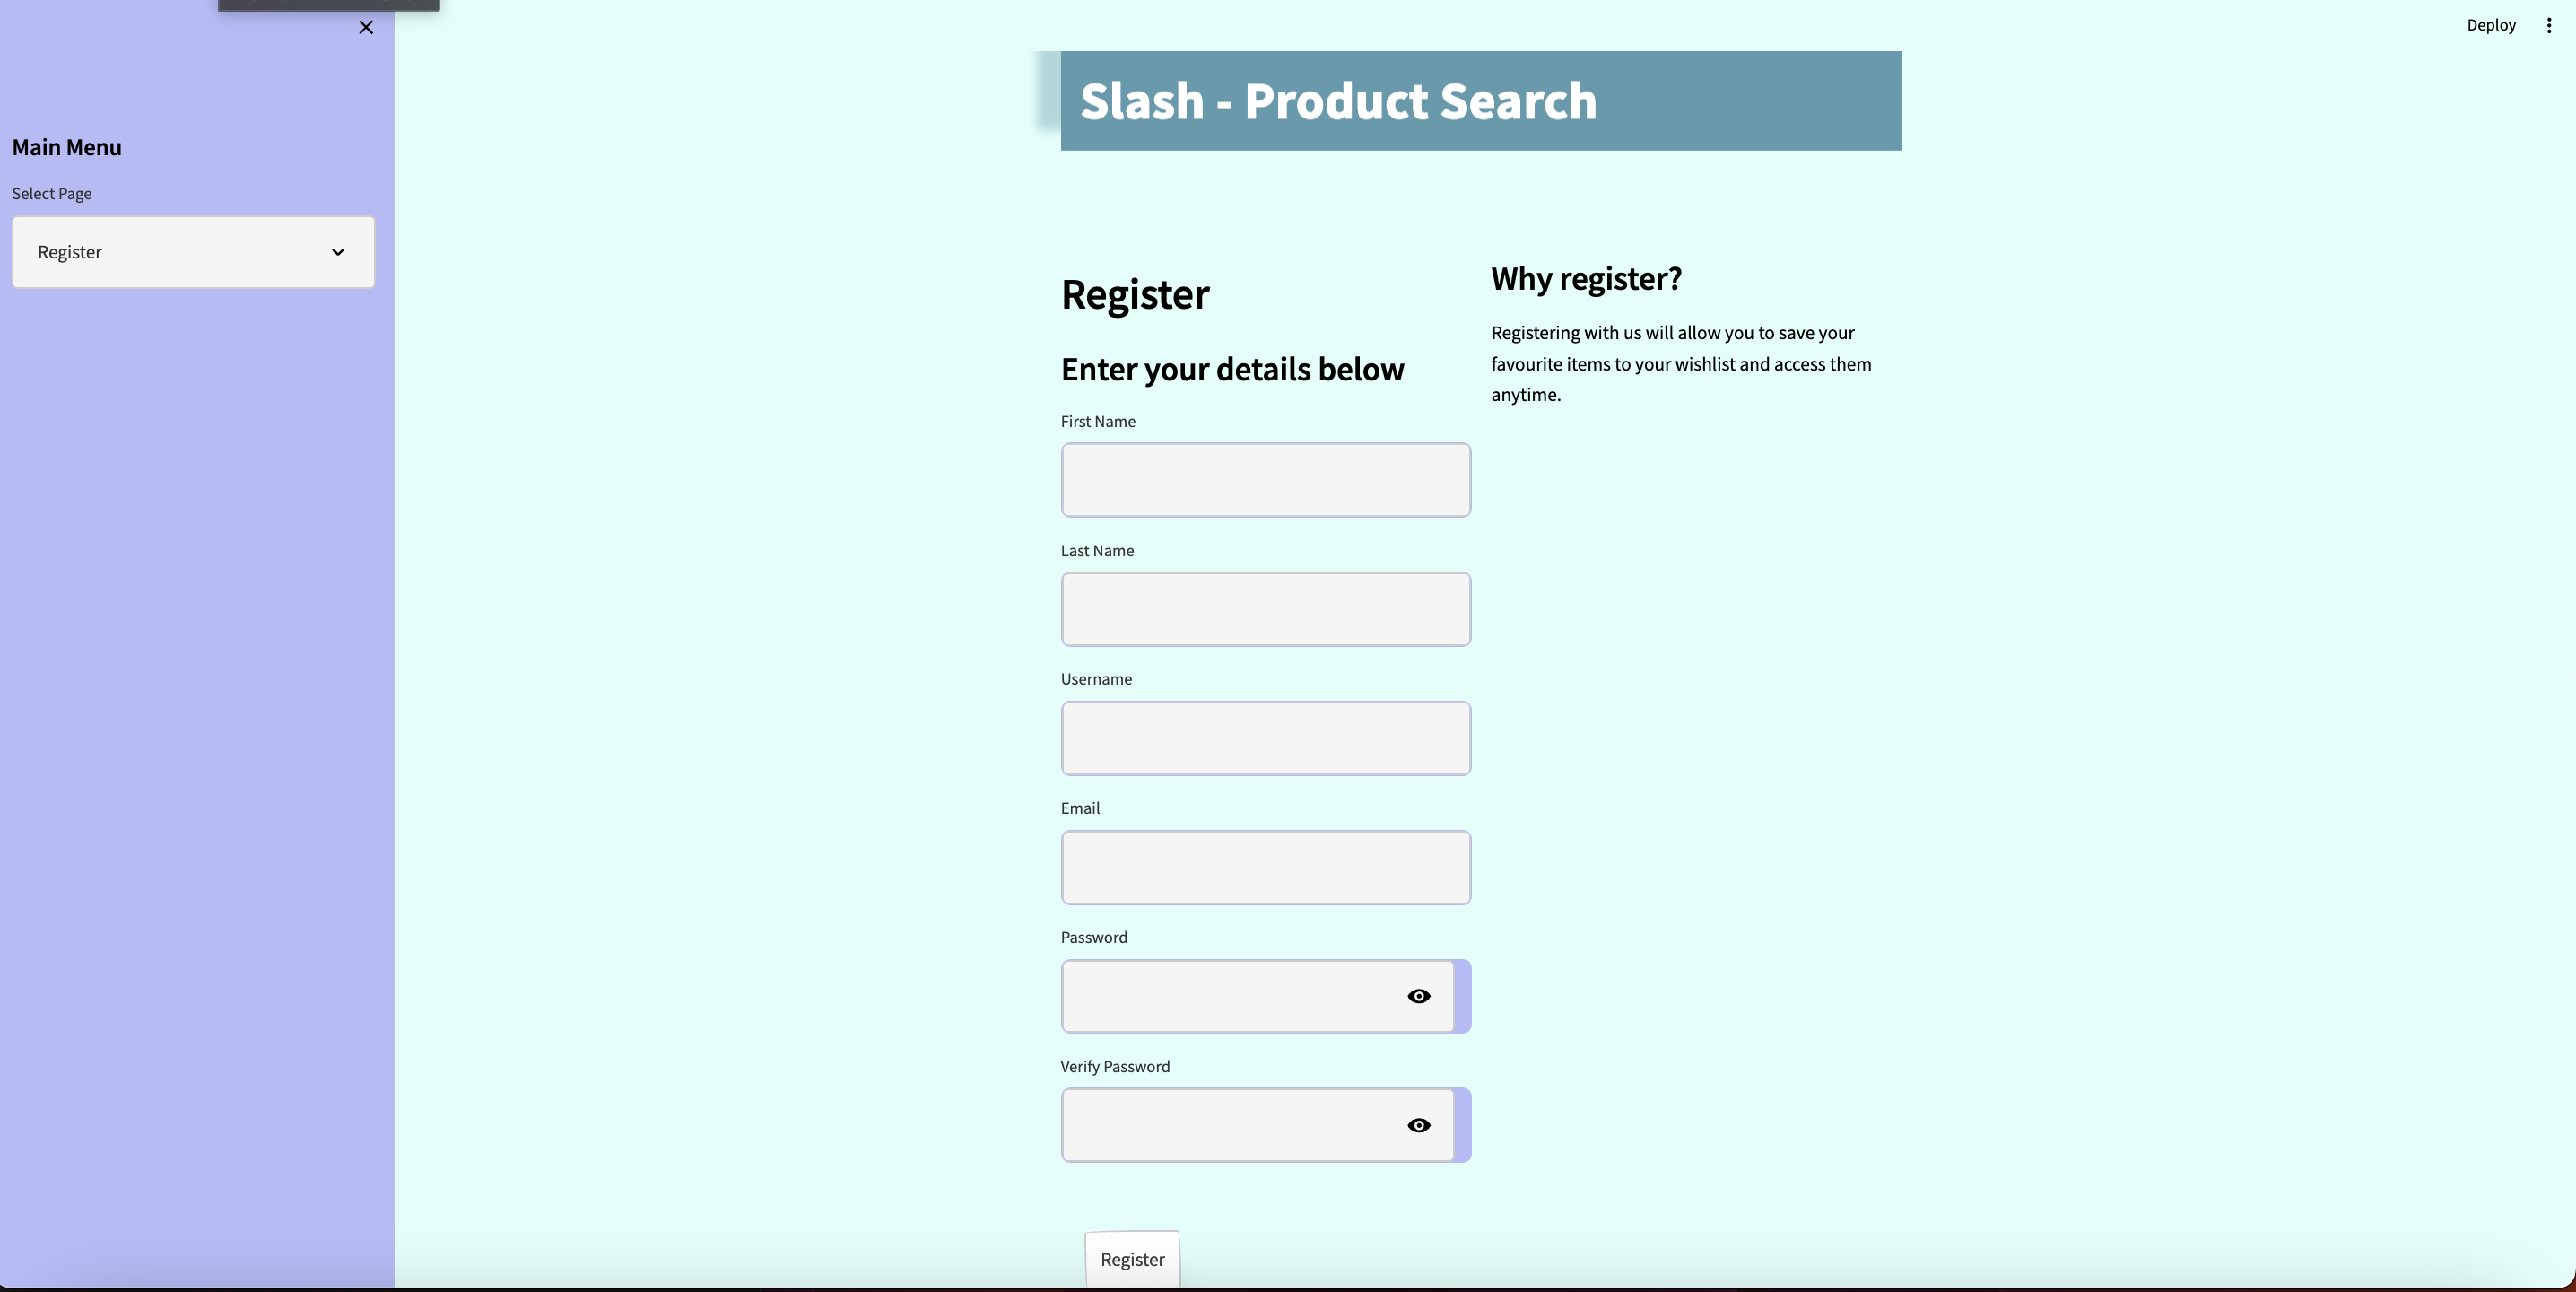 Deploy
Slash - Product Search
Main Menu
Select Page
Register
Register
Enter your details below
First Name
Last Name
Username
Email
Password
Verify Password
Register
Why register?
Registering with us will allow you to save your
favourite items to your wishlist and access them
anytime.